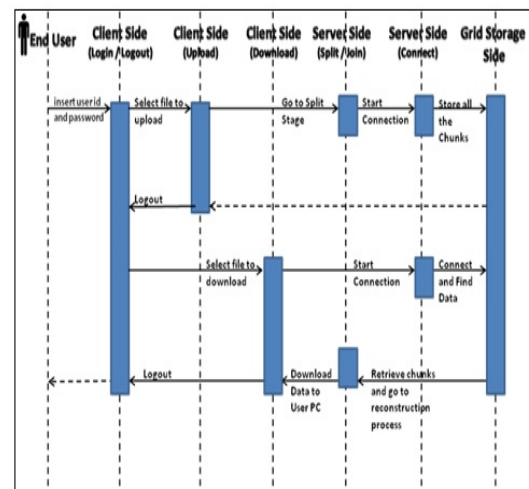 End User
Client Side
(Login / Logout)
Client Side
(Upload)
Client Side
(Download)
Server Side
(Split /Join)
Server Side
(Connect)
Grid Storage
Side
insert user id
and password
Select file to
upload
Go to Split
Stage
Start
Connection
Store all
the
Chunks
Logout
Select file to
download
Start
Connection
Connect
and Find
Data
Logout
Download
Data to
User PC
Retrieve chunks
and go to
reconstruction
process